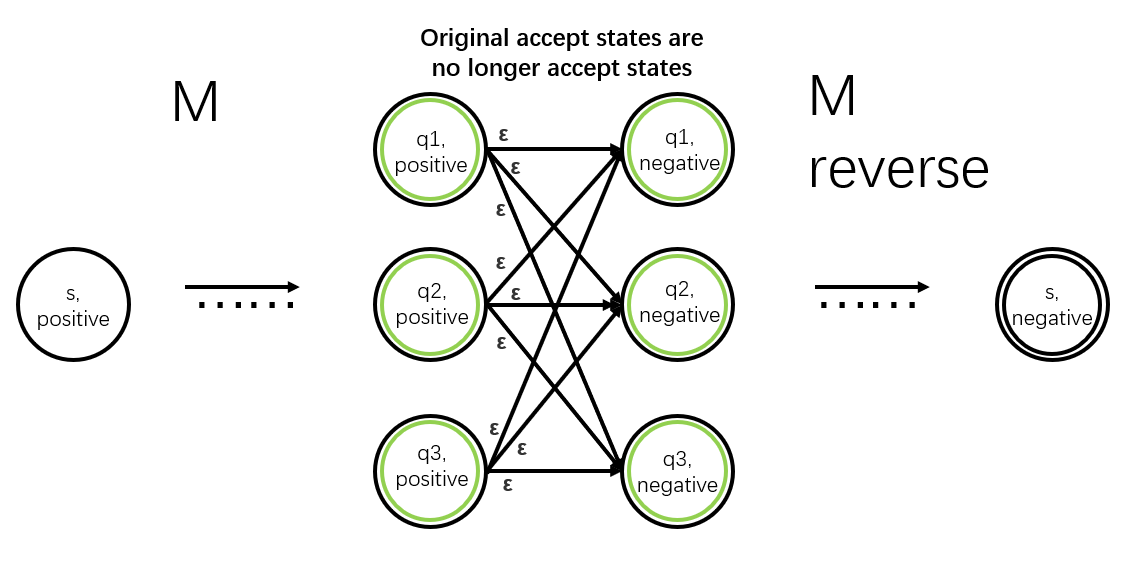 Original accept states are
no longer accept states
M
M
reverse
q1,
positive
q1,
negative
ε
ε
ε
s,
positive
ε
q2,
positive
ε
q2,
negative
ε
s,
negative
ε
q3,
positive
ε
q3,
negative
ε